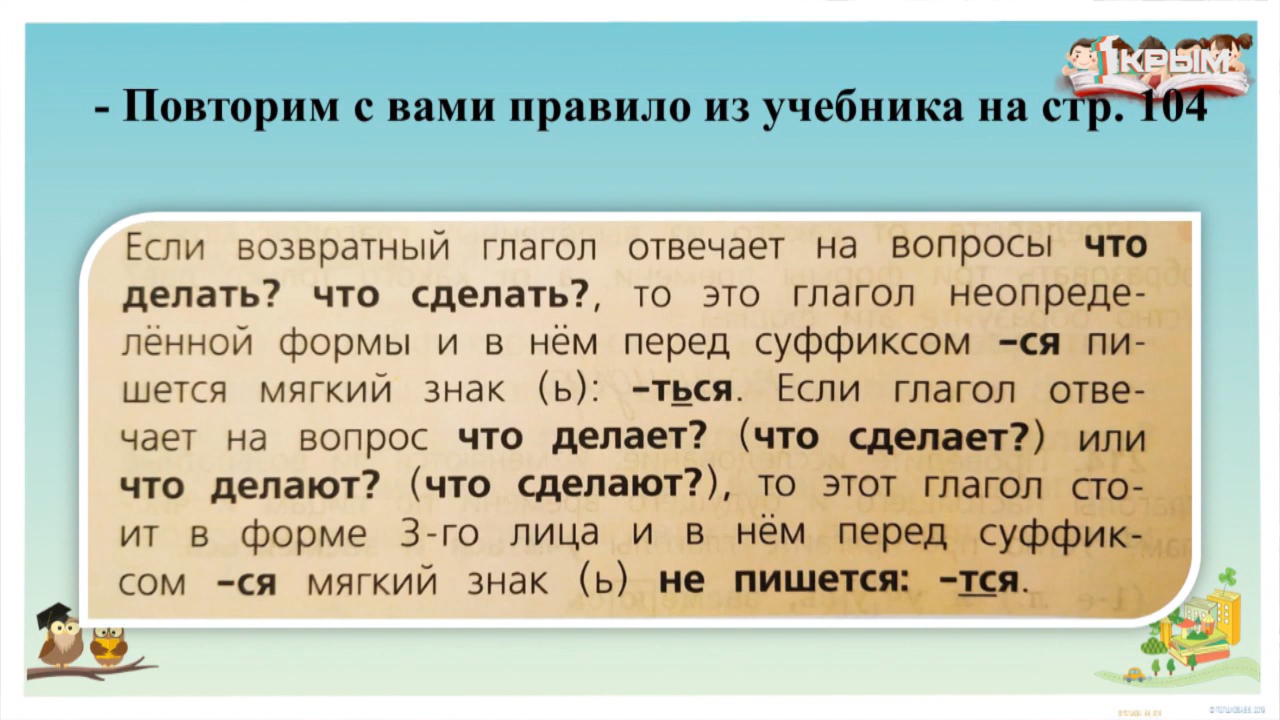 1КРЫМ
- Повторим с вами правило из учебника на стр. 104
Если возвратный глагол отвечает на вопросы что
делать? что сделать?, то это глагол неопреде-
лённой формы и в нём перед суффиксом –ся пи-
шется мягкий знак (ь): –ться. Если глагол отве-
чает на вопрос что делает? (что сделает?) или
что делают? (что сделают?), то этот глагол сто-
ит в форме 3-го лица и в нём перед суффик-
сом –ся мягкий знак (ь) не пишется: –тся.